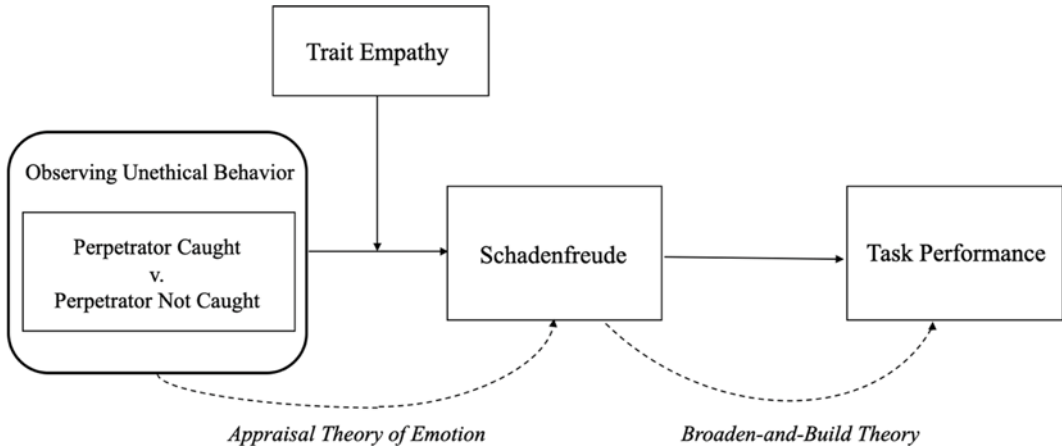 Trait Empathy
Observing Unethical Behavior
Perpetrator Caught
v.
Perpetrator Not Caught
Schadenfreude
Task Performance
Appraisal Theory of Emotion
Broaden-and-Build Theory